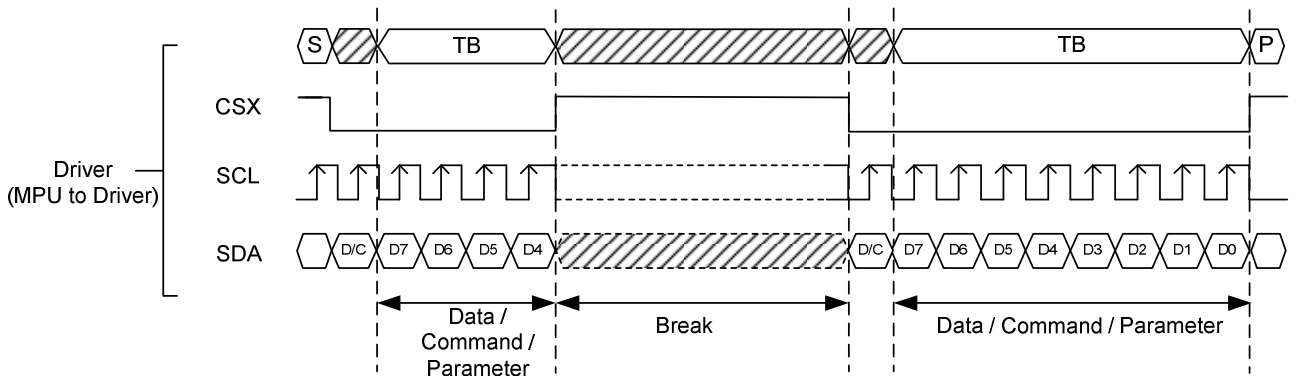 S TB TB P
CSX
Driver
(MPU to Driver)
SCL
SDA D/C D7 D6 D5 D4 D/C D7 D6 D5 D4 D3 D2 D1 D0
Data /
Command /
Parameter
Break
Data / Command / Parameter